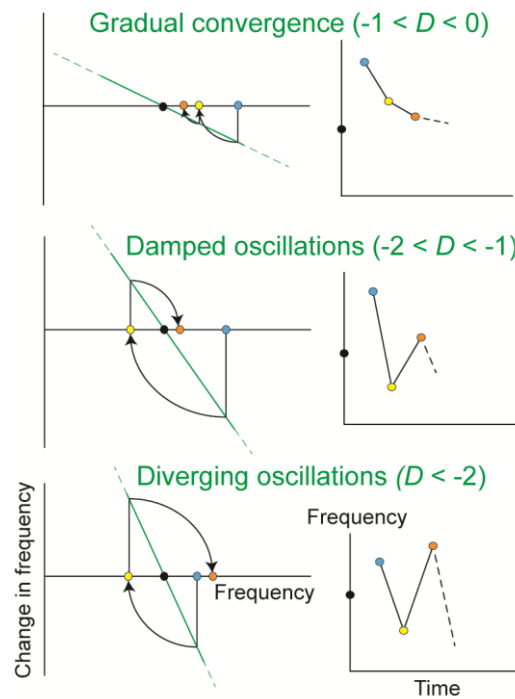 Gradual convergence (-1 < D < 0)
Damped oscillations (-2 < D < -1)
Diverging oscillations (D < -2)
Change in frequency
Frequency
Frequency
Time